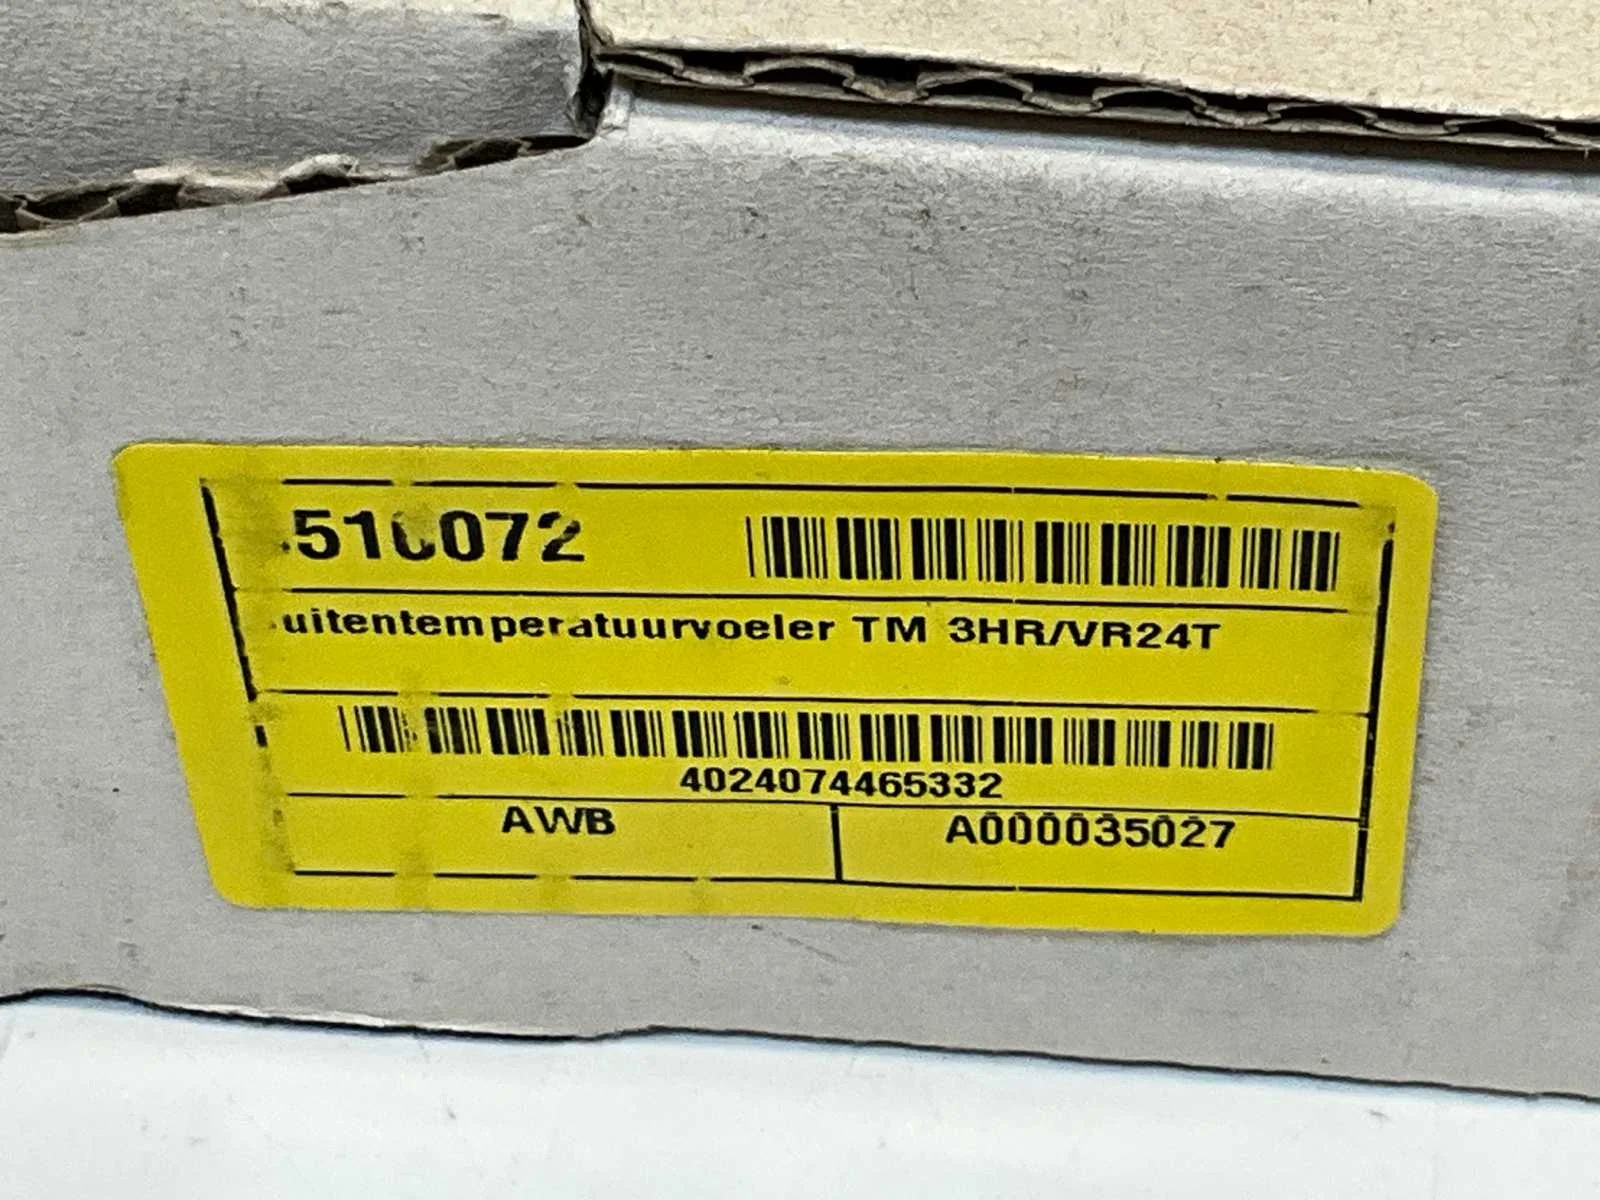 510072
uitentemperatuurvoeler TM 3HR/VR24T
4024074465332
AWB
A000035027